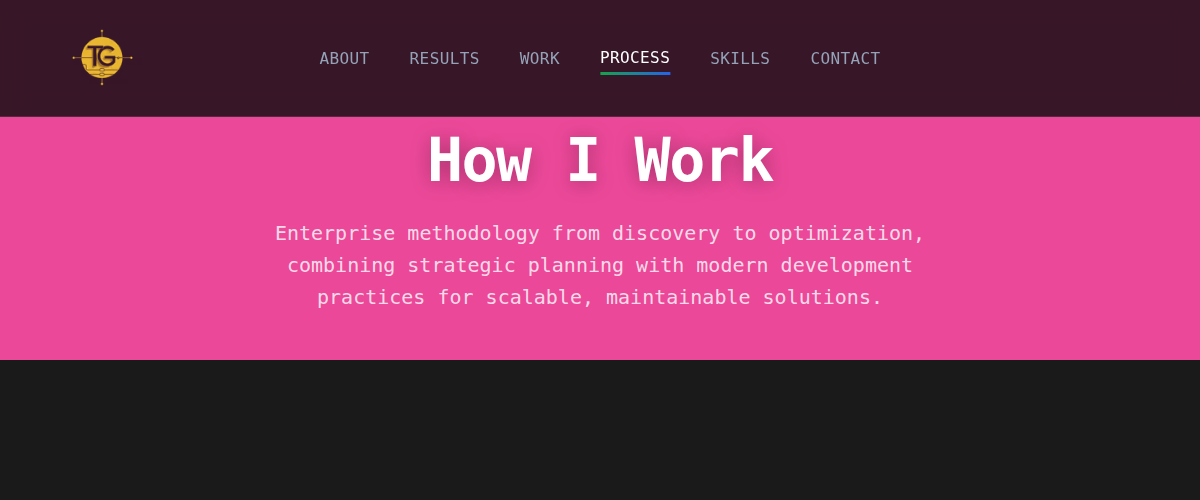 TG
ABOUT RESULTS WORK PROCESS SKILLS CONTACT
How I Work
Enterprise methodology from discovery to optimization,
combining strategic planning with modern development
practices for scalable, maintainable solutions.